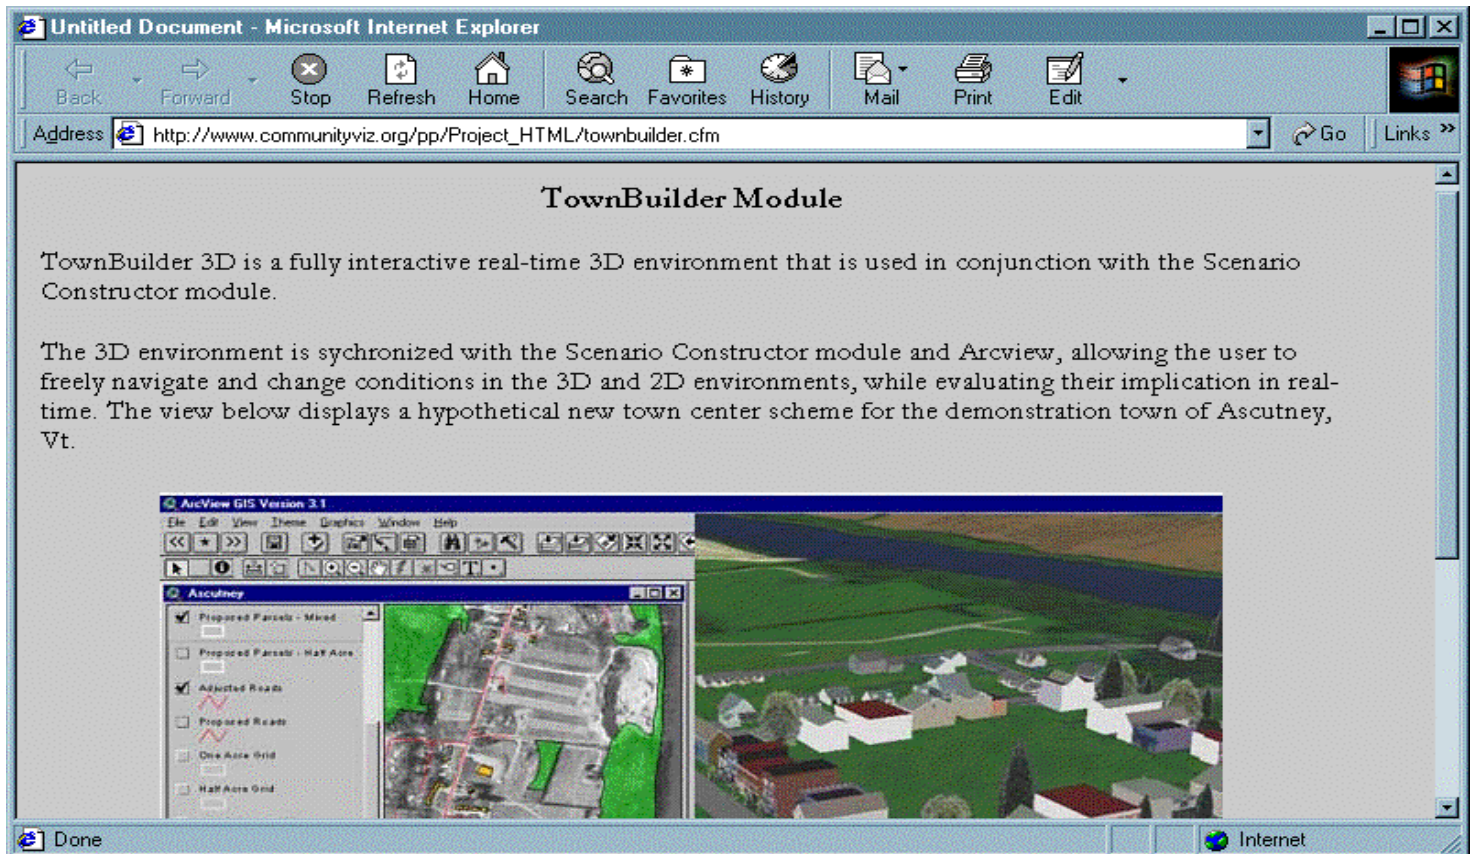 Untitled Document - Microsoft Internet Explorer
Back Forward Stop Refresh Home Search Favorites History Mail Print Edit
Address http://www.communityviz.org/pp/Project_HTML/townbuilder.cfm Go Links »
TownBuilder Module
TownBuilder 3D is a fully interactive real-time 3D environment that is used in conjunction with the Scenario
Constructor module.
The 3D environment is sychronized with the Scenario Constructor module and Arcview, allowing the user to
freely navigate and change conditions in the 3D and 2D environments, while evaluating their implication in real-
time. The view below displays a hypothetical new town center scheme for the demonstration town of Ascutney,
Vt.
ArcView GIS Version 3.1
File Edit View Theme Graphics Window Help
Ascutney
Proposed Parcels - Mixed
Proposed Parcels - Half Acre
Adjusted Roads
Proposed Roads
One Acre Grid
Half Acre Grid
Done Internet